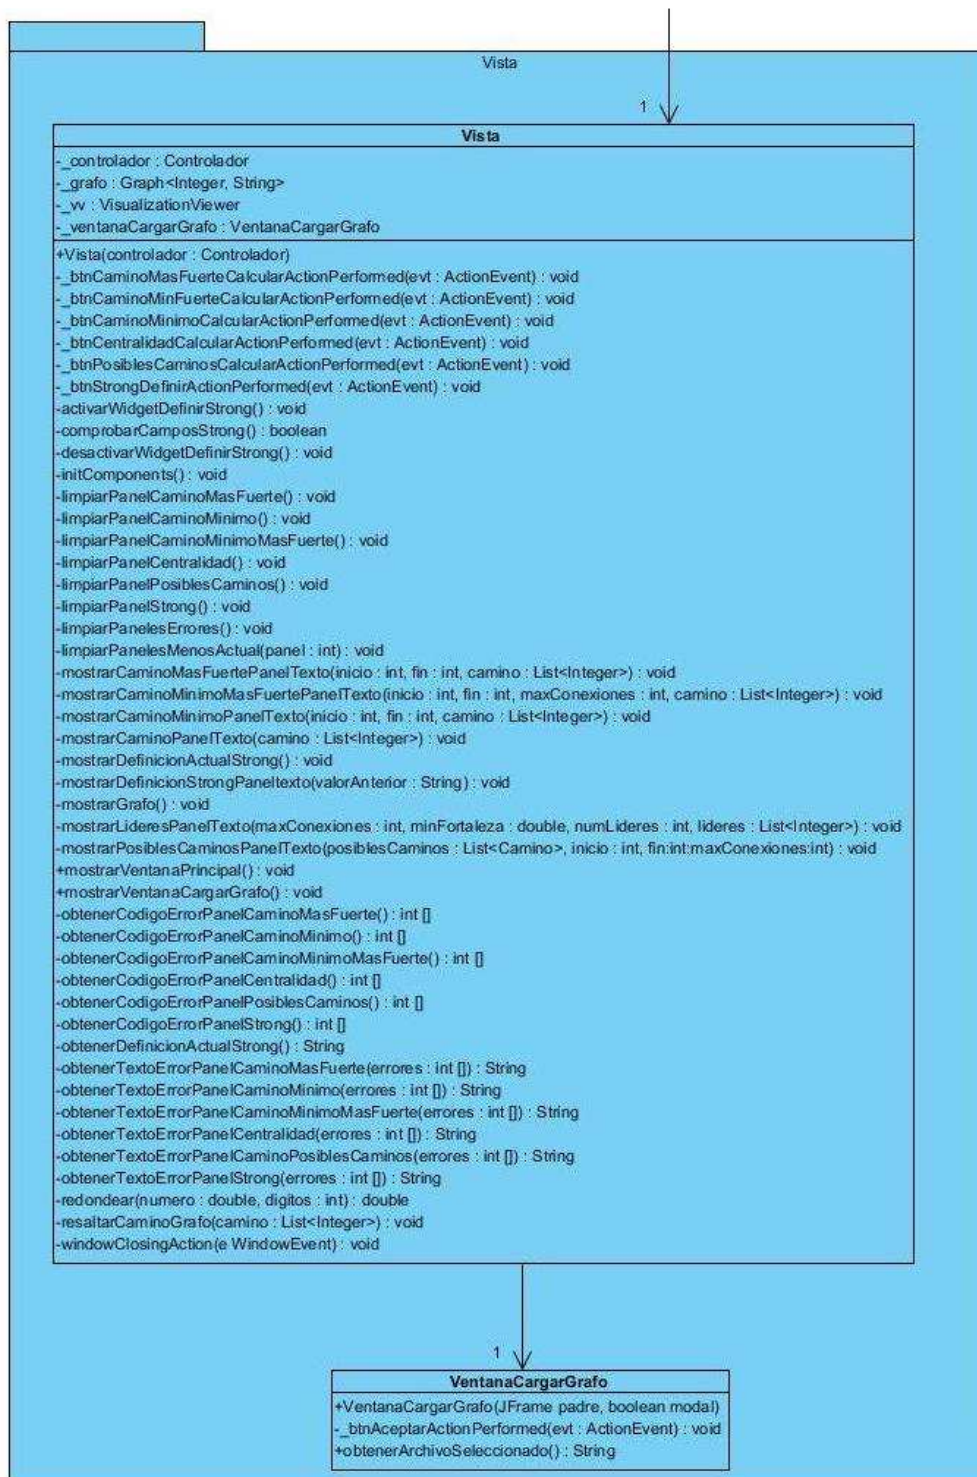 Vista
1
Vista
-_controlador : Controlador
-_grafo : Graph<Integer, String>
-_vv : VisualizationViewer
-_ventanaCargarGrafo : VentanaCargarGrafo
+Vista(controlador : Controlador)
-_btnCaminoMasFuerteCalcularActionPerformed(evt : ActionEvent) : void
-_btnCaminoMinFuerteCalcularActionPerformed(evt : ActionEvent) : void
-_btnCaminoMinimoCalcularActionPerformed(evt : ActionEvent) : void
-_btnCentralidadCalcularActionPerformed(evt : ActionEvent) : void
-_btnPosiblesCaminosCalcularActionPerformed(evt : ActionEvent) : void
-_btnStrongDefinirActionPerformed(evt : ActionEvent) : void
-activarWidgetDefinirStrong() : void
-comprobarCamposStrong() : boolean
-desactivarWidgetDefinirStrong() : void
-initComponents() : void
-limpiarPanelCaminoMasFuerte() : void
-limpiarPanelCaminoMinimo() : void
-limpiarPanelCaminoMinimoMasFuerte() : void
-limpiarPanelCentralidad() : void
-limpiarPanelPosiblesCaminos() : void
-limpiarPanelStrong() : void
-limpiarPanelesErrores() : void
-limpiarPanelesMenosActual(panel : int) : void
-mostrarCaminoMasFuertePanelTexto(inicio : int, fin : int, camino : List<Integer>) : void
-mostrarCaminoMinimoMasFuertePanelTexto(inicio : int, fin : int, maxConexiones : int, camino : List<Integer>) : void
-mostrarCaminoMinimoPanelTexto(inicio : int, fin : int, camino : List<Integer>) : void
-mostrarCaminoPanelTexto(camino : List<Integer>) : void
-mostrarDefinicionActualStrong() : void
-mostrarDefinicionStrongPaneltexto(valorAnterior : String) : void
-mostrarGrafo() : void
-mostrarLideresPanelTexto(maxConexiones : int, minFortaleza : double, numLideres : int, lideres : List<Integer>) : void
-mostrarPosiblesCaminosPanelTexto(posiblesCaminos : List<Camino>, inicio : int, fin:int:maxConexiones:int) : void
+mostrarVentanaPrincipal() : void
+mostrarVentanaCargarGrafo() : void
-obtenerCodigoErrorPanelCaminoMasFuerte() : int []
-obtenerCodigoErrorPanelCaminoMinimo() : int []
-obtenerCodigoErrorPanelCaminoMinimoMasFuerte() : int []
-obtenerCodigoErrorPanelCentralidad() : int []
-obtenerCodigoErrorPanelPosiblesCaminos() : int []
-obtenerCodigoErrorPanelStrong() : int []
-obtenerDefinicionActualStrong() : String
-obtenerTextoErrorPanelCaminoMasFuerte(errores : int []) : String
-obtenerTextoErrorPanelCaminoMinimo(errores : int []) : String
-obtenerTextoErrorPanelCaminoMinimoMasFuerte(errores : int []) : String
-obtenerTextoErrorPanelCentralidad(errores : int []) : String
-obtenerTextoErrorPanelCaminoPosiblesCaminos(errores : int []) : String
-obtenerTextoErrorPanelStrong(errores : int []) : String
-redondear(numero : double, digitos : int) : double
-resaltarCaminoGrafo(camino : List<Integer>) : void
-windowClosingAction(e WindowEvent) : void
1
VentanaCargarGrafo
+VentanaCargarGrafo(JFrame padre, boolean modal)
-_btnAceptarActionPerformed(evt : ActionEvent) : void
+obtenerArchivoSeleccionado() : String